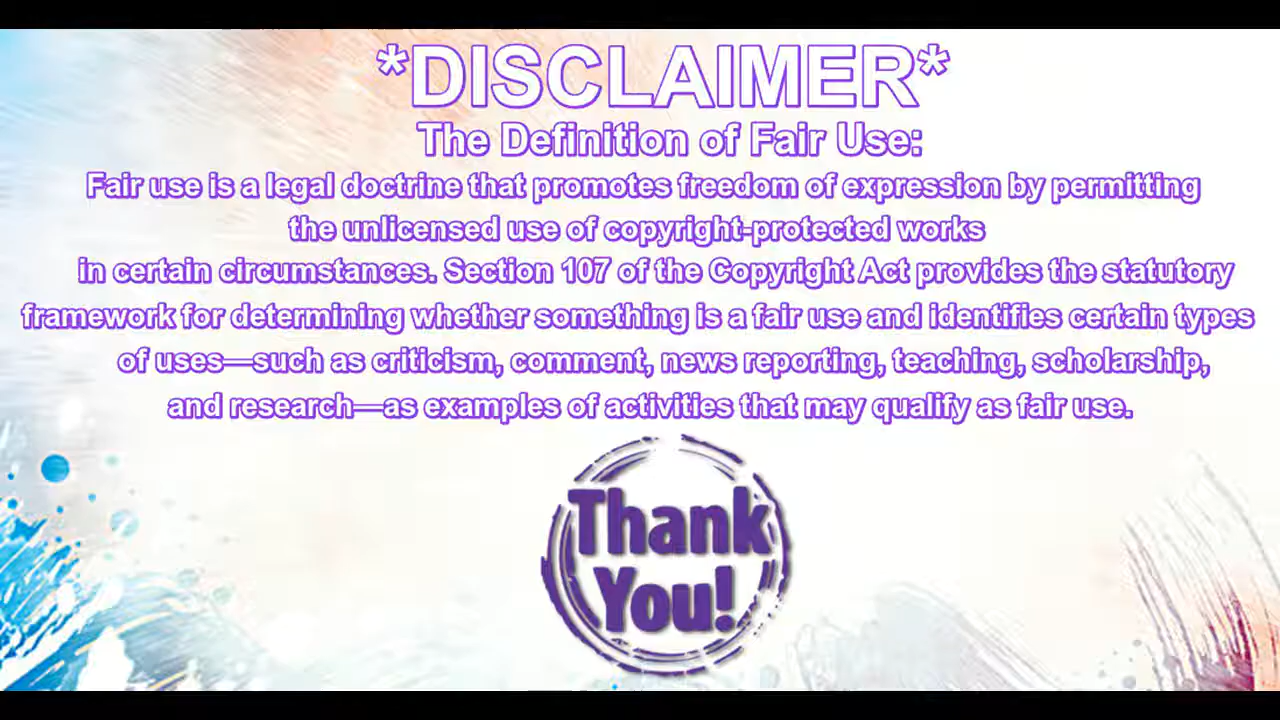 *DISCLAIMER*
The Definition of Fair Use:
Fair use is a legal doctrine that promotes freedom of expression by permitting
the unlicensed use of copyright-protected works
in certain circumstances. Section 107 of the Copyright Act provides the statutory
framework for determining whether something is a fair use and identifies certain types
of uses—such as criticism, comment, news reporting, teaching, scholarship,
and research—as examples of activities that may qualify as fair use.
Thank
You!